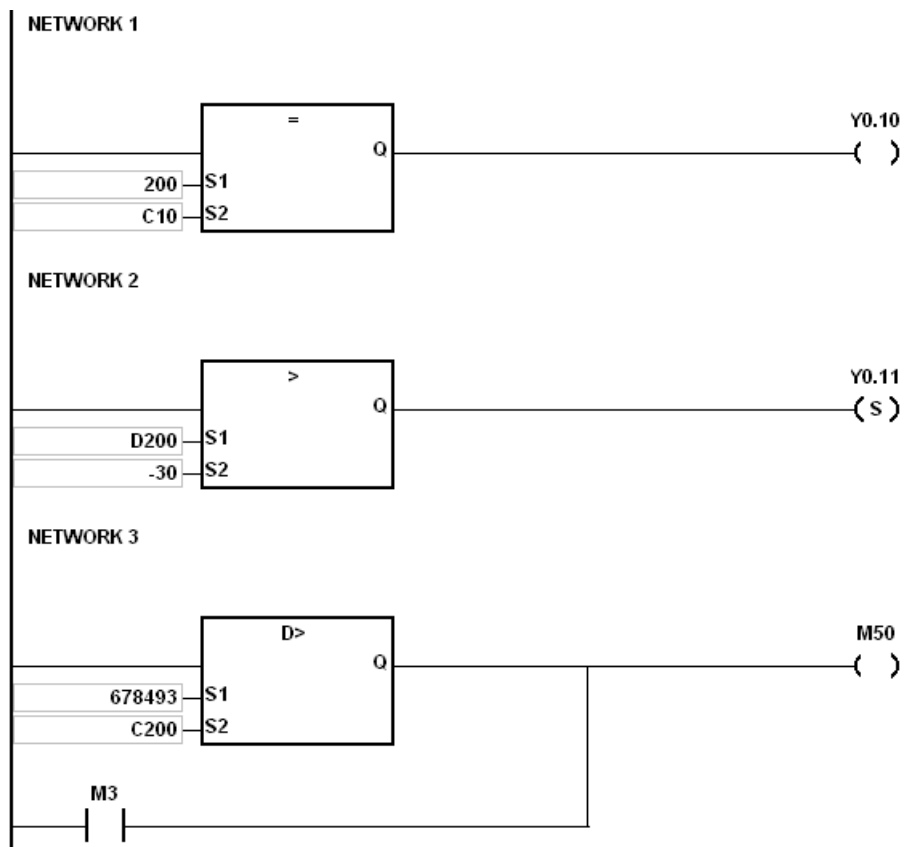 NETWORK 1
=
Y0.10
Q
( )
200 S1
C10 S2
NETWORK 2
>
Y0.11
Q
( S )
D200 S1
-30 S2
NETWORK 3
D>
M50
Q
( )
678493 S1
C200 S2
M3